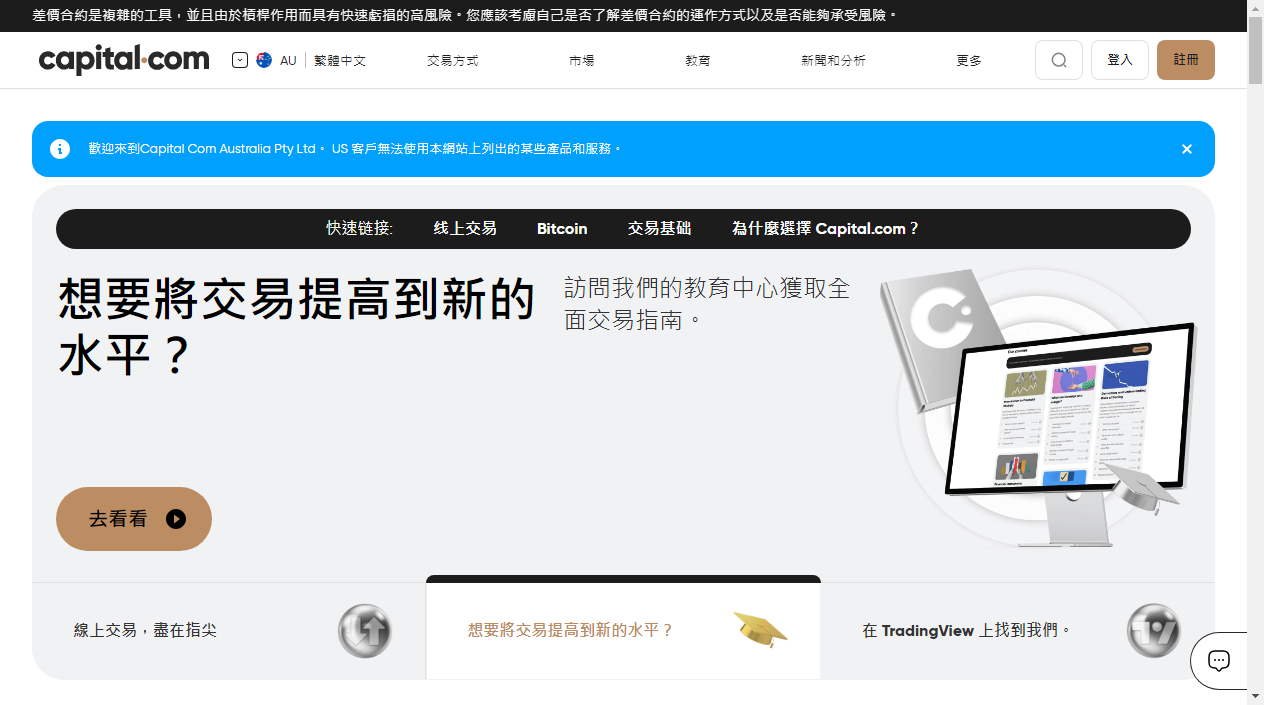 差價合約是複雜的工具，並且由於槓桿作用而具有快速虧損的高風險。您應該考慮自己是否了解差價合約的運作方式以及是否能夠承受風險。
capital.com
AU
繁體中文
交易方式
市場
教育
新聞和分析
更多
登入
註冊
歡迎來到Capital Com Australia Pty Ltd。 US 客戶無法使用本網站上列出的某些產品和服務。
快速链接:
线上交易
Bitcoin
交易基础
為什麼選擇 Capital.com？
想要將交易提高到新的
水平？
訪問我們的教育中心獲取全
面交易指南。
去看看
線上交易，盡在指尖
想要將交易提高到新的水平？
在 TradingView 上找到我們。